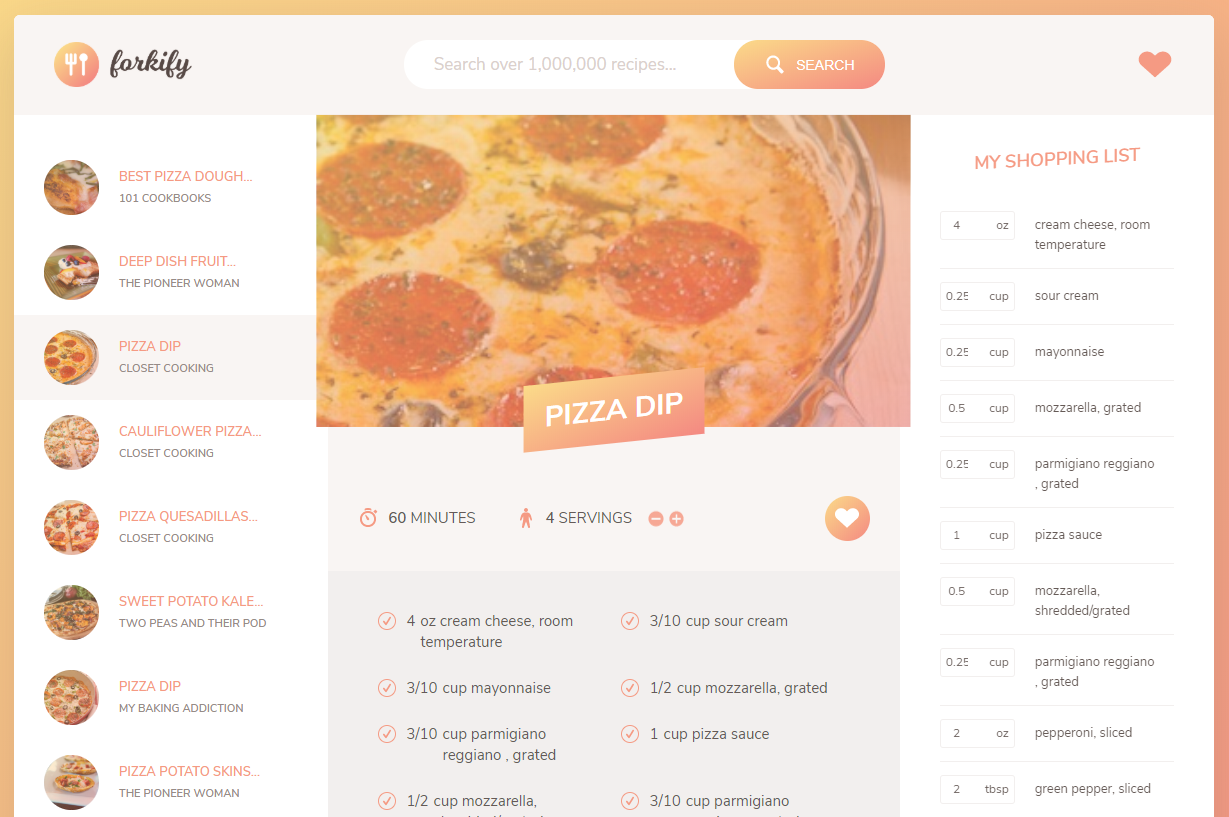 forkify
Search over 1,000,000 recipes...
SEARCH
BEST PIZZA DOUGH...
101 COOKBOOKS
DEEP DISH FRUIT...
THE PIONEER WOMAN
PIZZA DIP
CLOSET COOKING
CAULIFLOWER PIZZA...
CLOSET COOKING
PIZZA QUESADILLAS...
CLOSET COOKING
SWEET POTATO KALE...
TWO PEAS AND THEIR POD
PIZZA DIP
MY BAKING ADDICTION
PIZZA POTATO SKINS...
THE PIONEER WOMAN
PIZZA DIP
60 MINUTES
4 SERVINGS
4 oz cream cheese, room
temperature
3/10 cup sour cream
3/10 cup mayonnaise
1/2 cup mozzarella, grated
3/10 cup parmigiano
reggiano , grated
1 cup pizza sauce
1/2 cup mozzarella,
3/10 cup parmigiano
MY SHOPPING LIST
4 oz cream cheese, room
temperature
0.25 cup sour cream
0.25 cup mayonnaise
0.5 cup mozzarella, grated
0.25 cup parmigiano reggiano
, grated
1 cup pizza sauce
0.5 cup mozzarella,
shredded/grated
0.25 cup parmigiano reggiano
, grated
2 oz pepperoni, sliced
2 tbsp green pepper, sliced